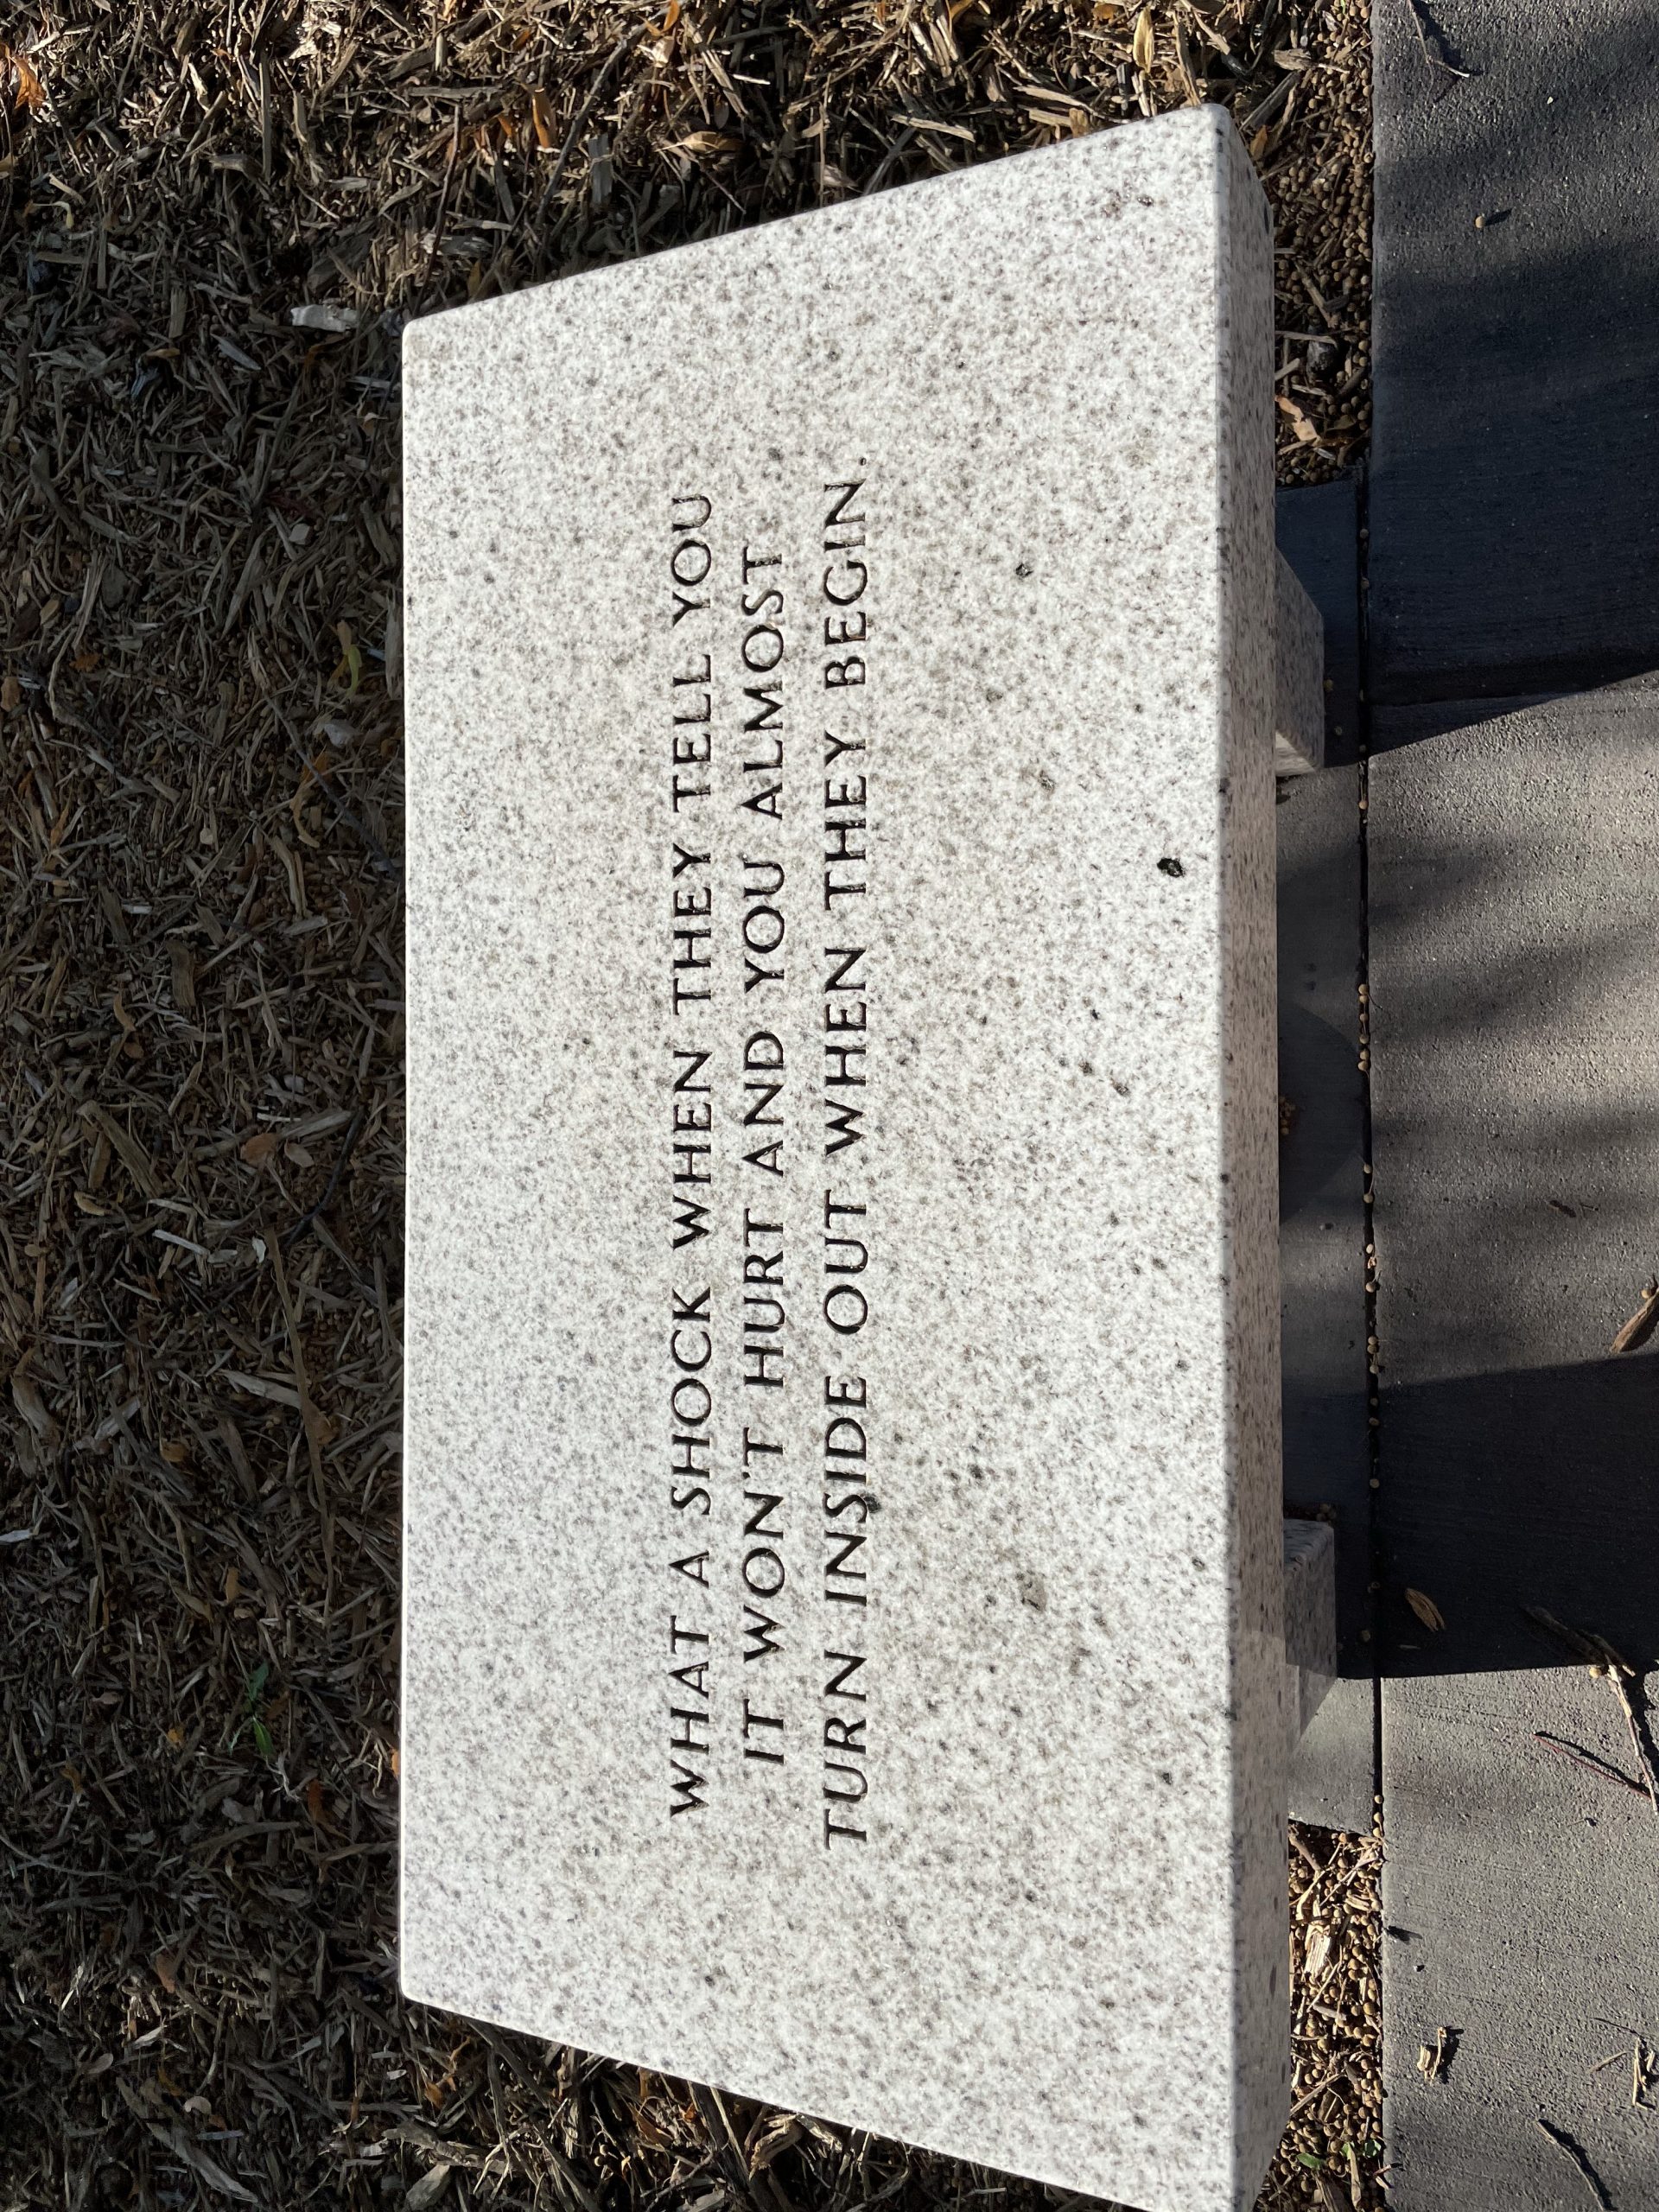 WHAT A SHOCK WHEN THEY TELL YOU
IT WON'T HURT AND YOU ALMOST
TURN INSIDE OUT WHEN THEY BEGIN.